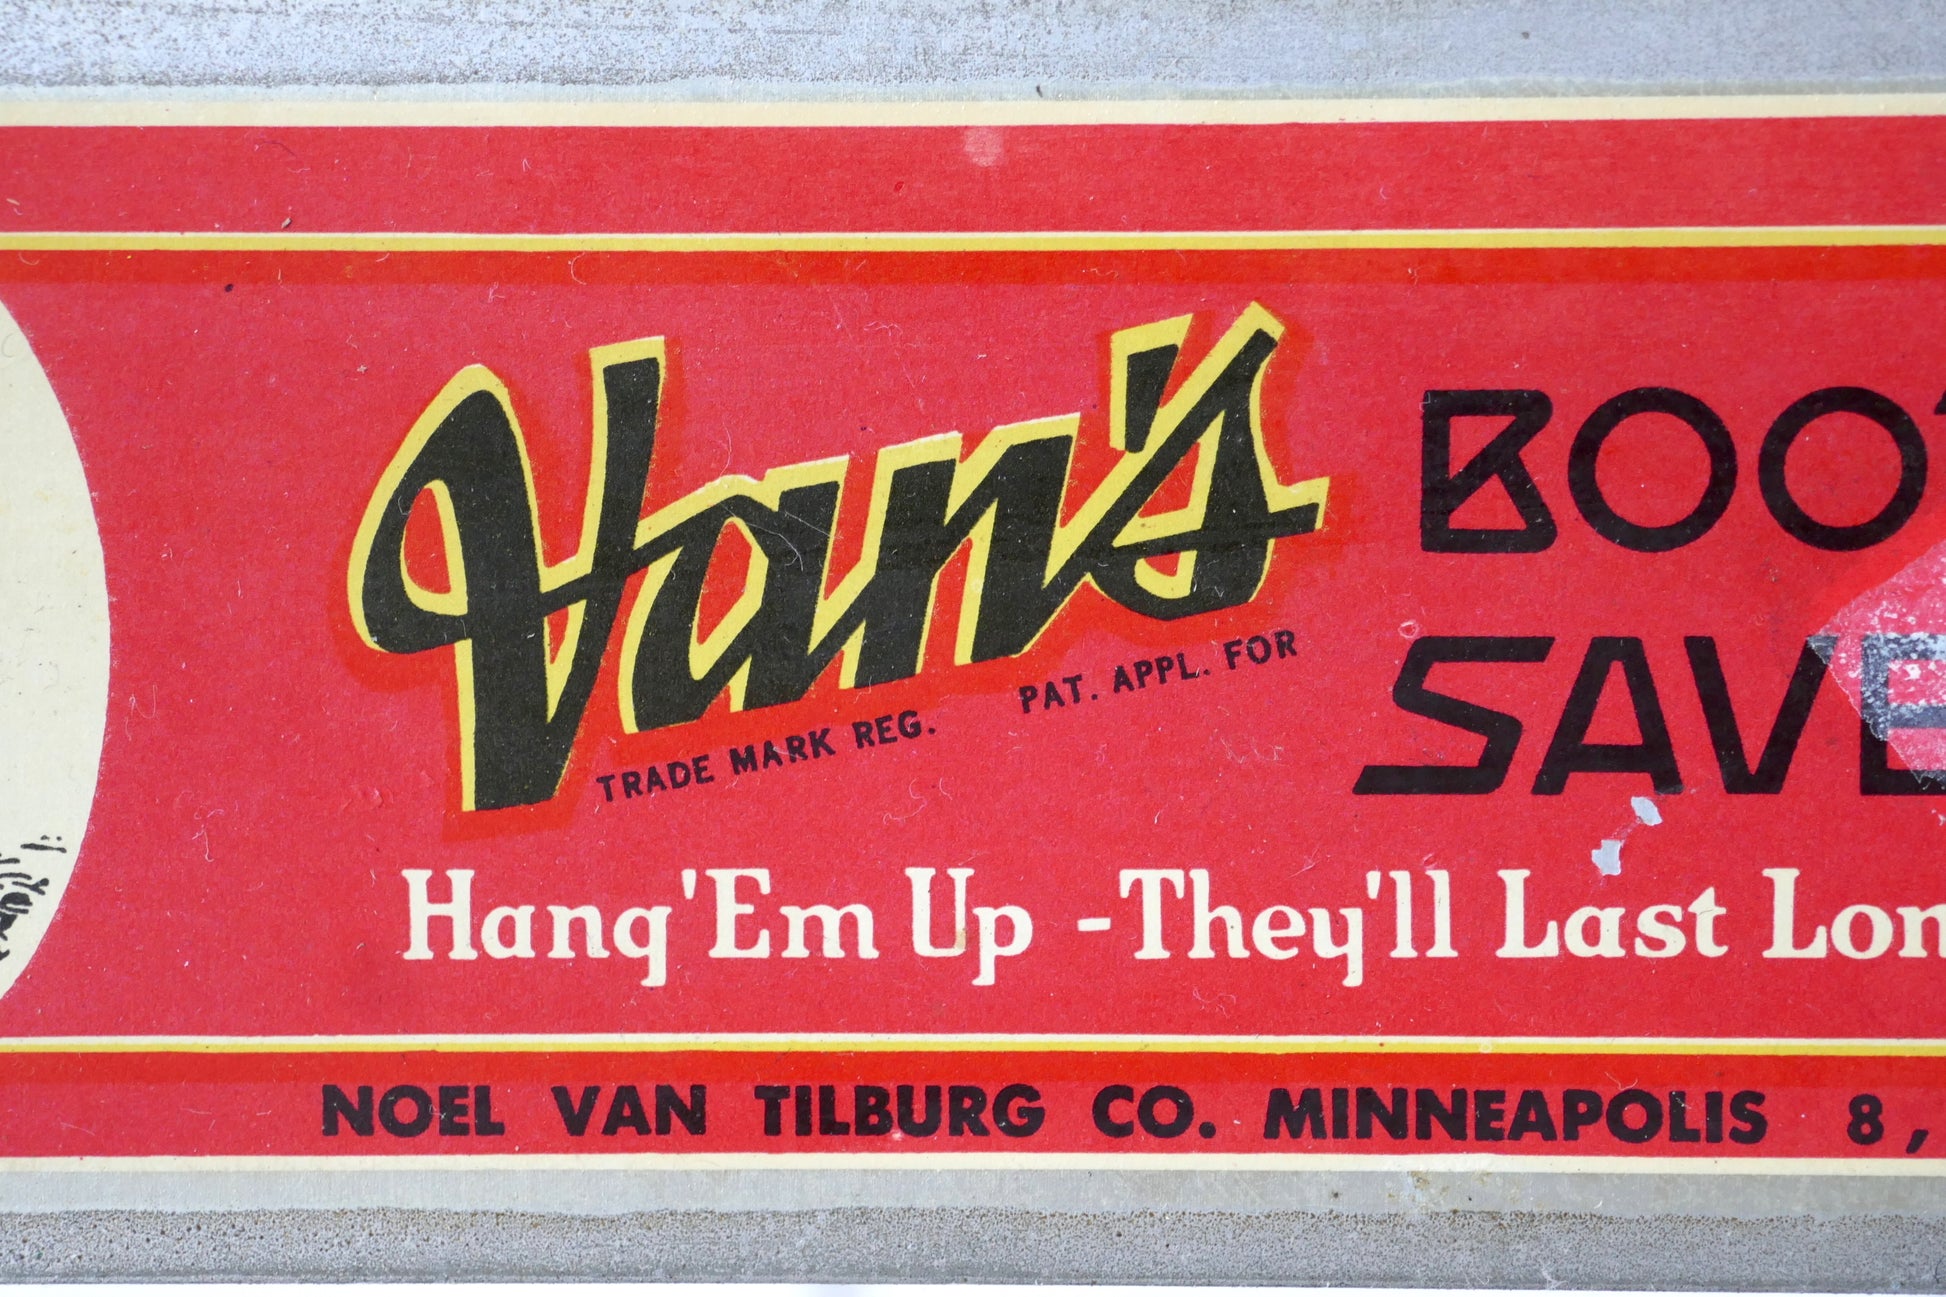 Van's
TRADE MARK REG. PAT. APPL. FOR
BOO
SAVE
Hang 'Em Up - They'll Last Lon
NOEL VAN TILBURG CO. MINNEAPOLIS 8,